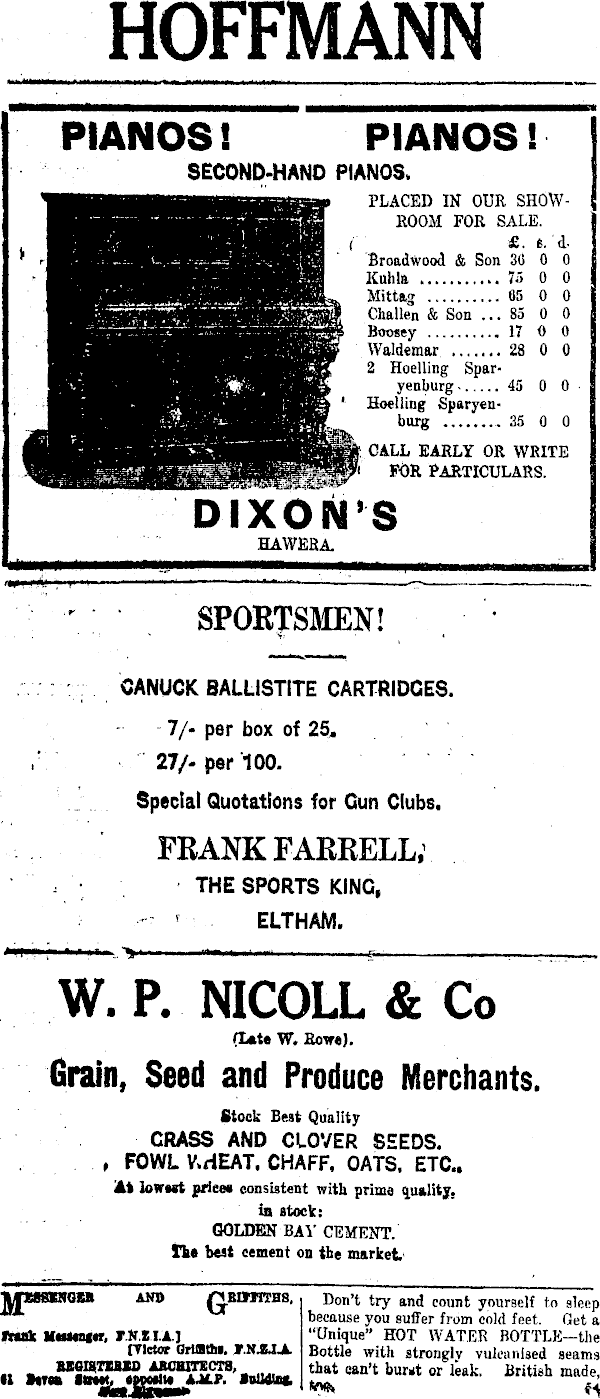 HOFFMANN
PIANOS! PIANOS!
SECOND-HAND PIANOS.
PLACED IN OUR SHOW-
ROOM FOR SALE.
£. s. d.
Broadwood & Son 36 0 0
Kuhla ........... 75 0 0
Mittag .......... 65 0 0
Challen & Son ... 85 0 0
Boosey .......... 17 0 0
Waldemar ....... 28 0 0
2 Hoelling Spar-
yenburg ..... 45 0 0
Hoelling Sparyen-
burg ........ 35 0 0
CALL EARLY OR WRITE
FOR PARTICULARS.
DIXON'S
HAWERA.
SPORTSMEN!
CANUCK BALLISTITE CARTRIDGES.
7/- per box of 25.
27/- per 100.
Special Quotations for Gun Clubs.
FRANK FARRELL,
THE SPORTS KING,
ELTHAM.
W. P. NICOLL & Co
(Late W. Rowe).
Grain, Seed and Produce Merchants.
Stock Best Quality
GRASS AND CLOVER SEEDS.
FOWL WHEAT, CHAFF, OATS, ETC.,
At lowest prices consistent with prime quality.
in stock:
GOLDEN BAY CEMENT.
The best cement on the market.
MESSENGER AND GRIFFITHS,
Frank Messenger, F.N.Z.I.A.]
[Victor Griffiths, F.N.Z.I.A.
REGISTERED ARCHITECTS,
61 Devon Street, opposite A.M.P. Building,
New Plymouth
Don't try and count yourself to sleep
because you suffer from cold feet. Get a
"Unique" HOT WATER BOTTLE—the
Bottle with strongly vulcanised seams
that can't burst or leak. British made,